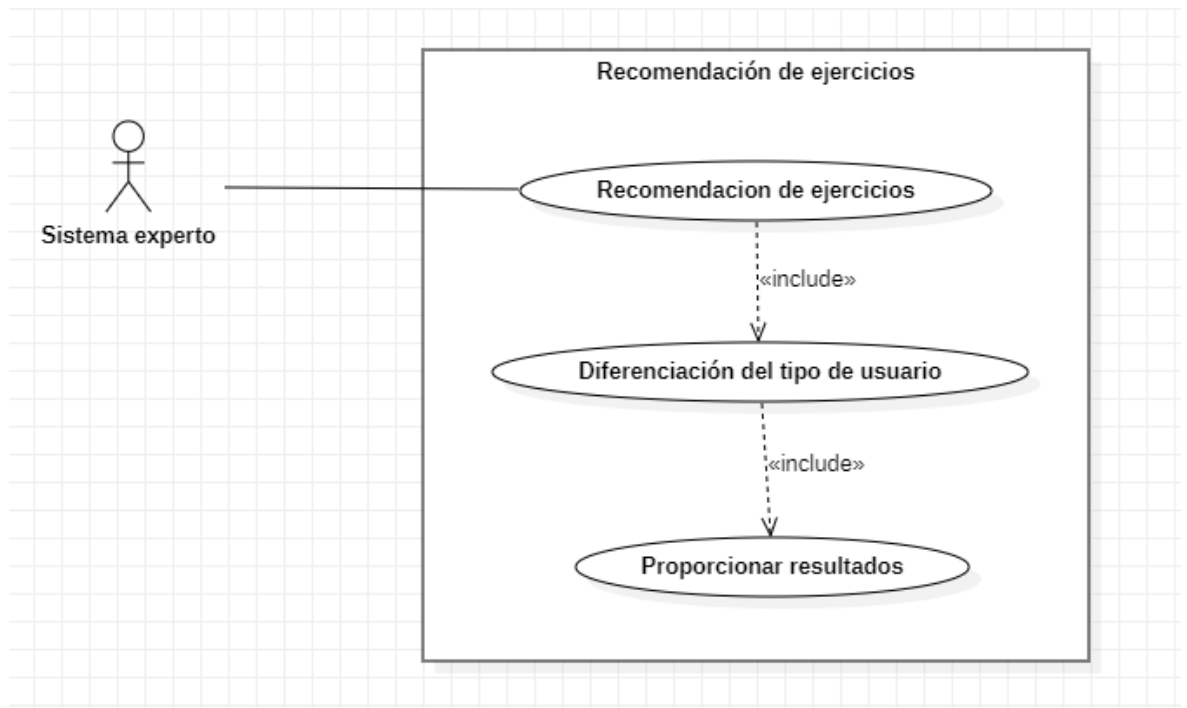 Recomendación de ejercicios
Recomendacion de ejercicios
Sistema experto
«include»
Diferenciación del tipo de usuario
«include»
Proporcionar resultados